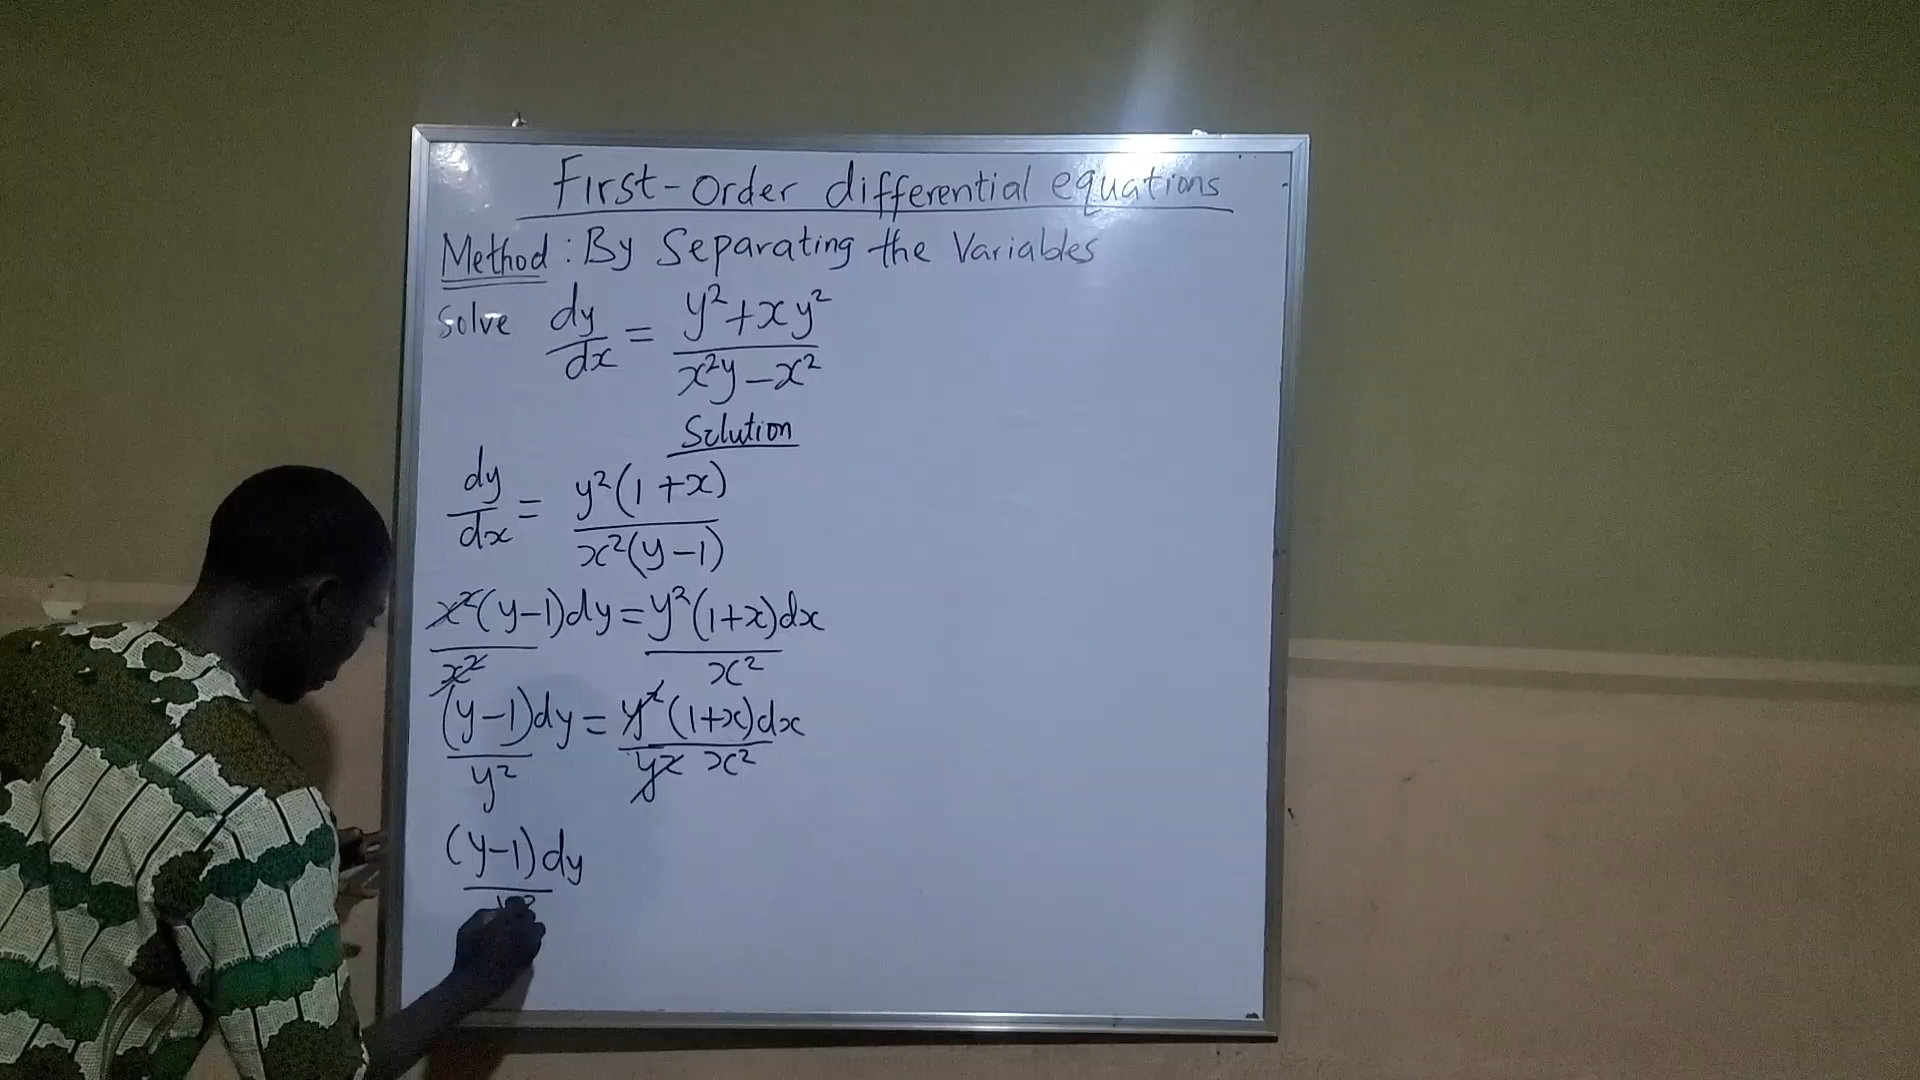 First-Order differential equations
Method: By Separating the Variables
Solve dy/dx = (y²+xy²)/(x²y-x²)
Solution
dy/dx = y²(1+x)/x²(y-1)
x²(y-1)dy/x² = y²(1+x)dx/x²
(y-1)dy/y² = y²(1+x)dx/y²x²
(y-1)dy